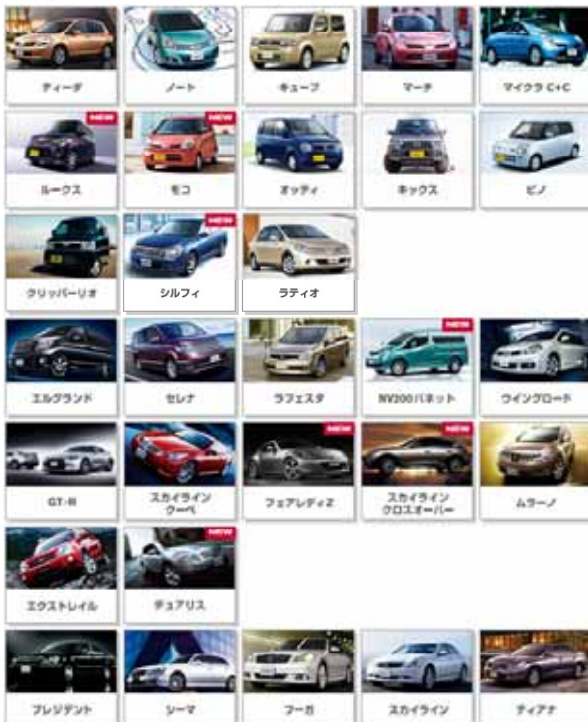 ティーダ
ノート
キューブ
マーチ
マイクラ C+C
NEW
ルークス
NEW
モコ
オッティ
キックス
ピノ
クリッパーリオ
NEW
シルフィ
ラティオ
エルグランド
セレナ
ラフェスタ
NEW
NV200バネット
ウイングロード
GT-R
スカイライン
クーペ
NEW
フェアレディZ
NEW
スカイライン
クロスオーバー
ムラーノ
エクストレイル
NEW
デュアリス
プレジデント
シーマ
フーガ
スカイライン
ティアナ